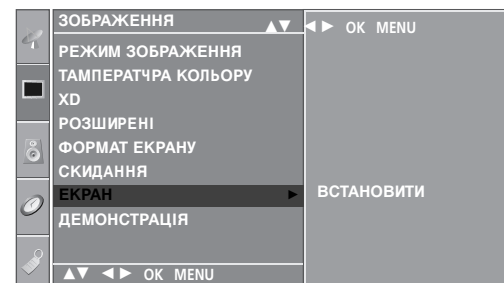 ЗОБРАЖЕННЯ ▲▼
◄► OK MENU
РЕЖИМ ЗОБРАЖЕННЯ
ТАМПЕРАТЧРА КОЛЬОРУ
XD
РОЗШИРЕНІ
ФОРМАТ ЕКРАНУ
СКИДАННЯ
ЕКРАН ►
ВСТАНОВИТИ
ДЕМОНСТРАЦІЯ
▲▼ ◄► OK MENU